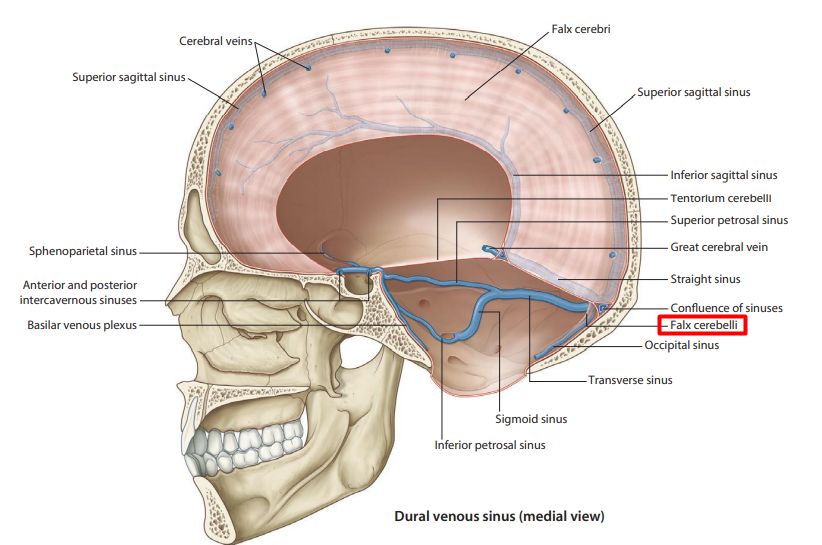 Cerebral veins
Falx cerebri
Superior sagittal sinus
Superior sagittal sinus
Inferior sagittal sinus
Tentorium cerebelli
Superior petrosal sinus
Great cerebral vein
Sphenoparietal sinus
Straight sinus
Anterior and posterior
intercavernous sinuses
Confluence of sinuses
Basilar venous plexus
Falx cerebelli
Occipital sinus
Transverse sinus
Sigmoid sinus
Inferior petrosal sinus
Dural venous sinus (medial view)